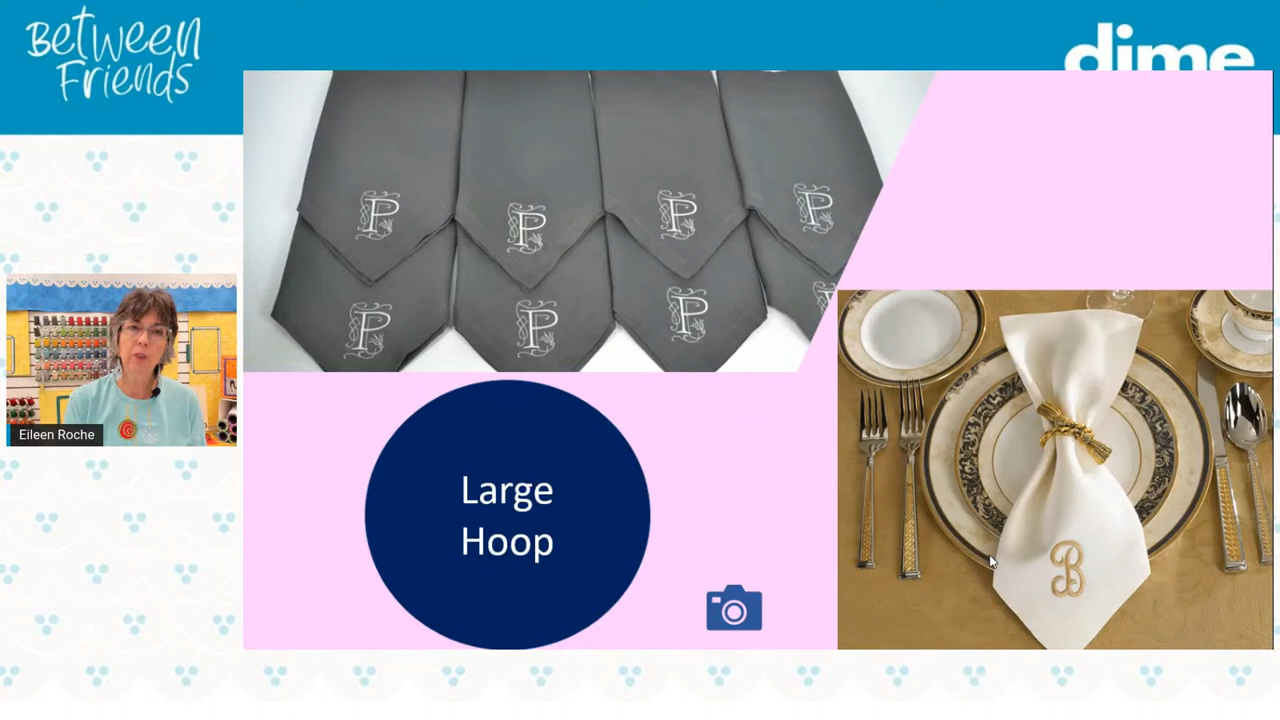 Between
Friends
dime
P P P P
P P P
Large
Hoop
B
Eileen Roche